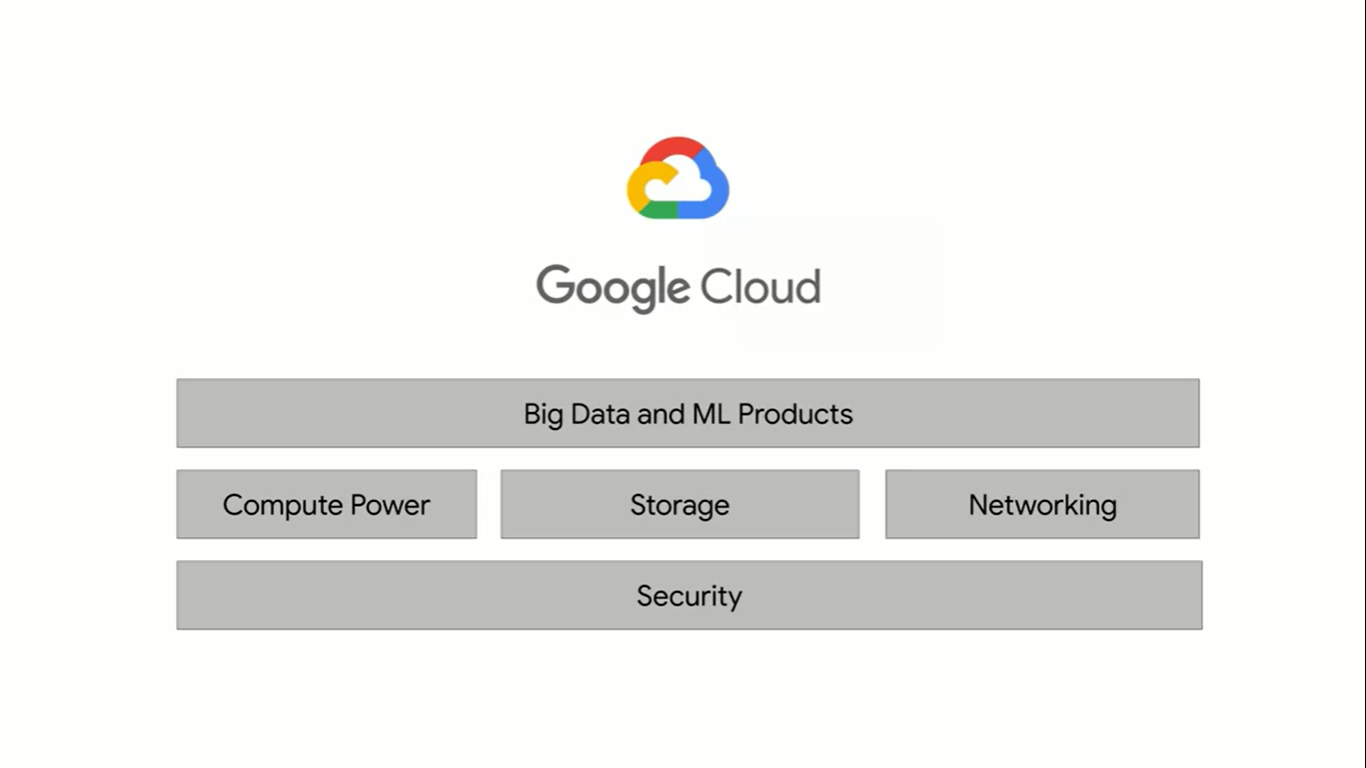 Google Cloud
Big Data and ML Products
Compute Power
Storage
Networking
Security